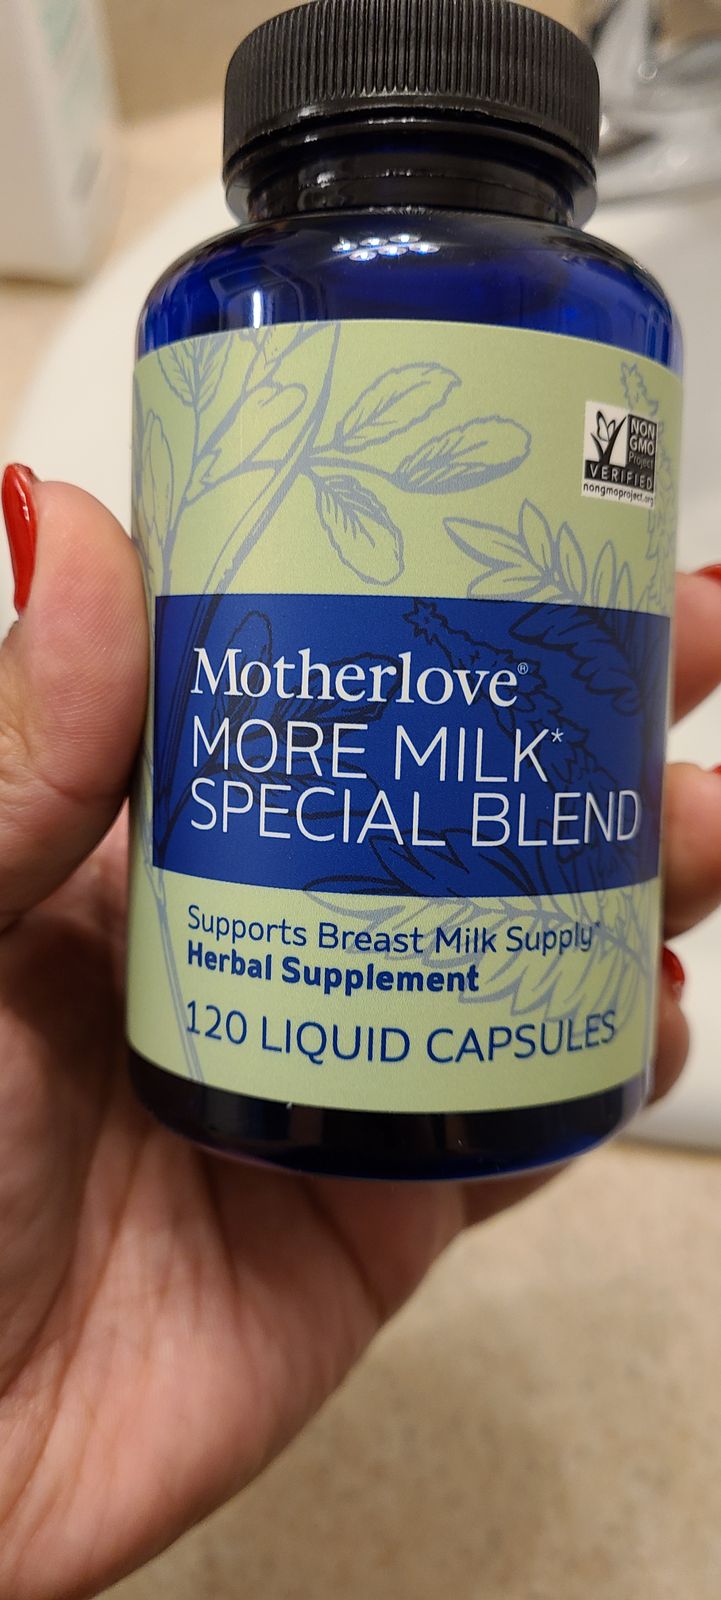 NON
GMO
Project
VERIFIED
nongmoproject.org
Motherlove®
MORE MILK*
SPECIAL BLEND
Supports Breast Milk Supply*
Herbal Supplement
120 LIQUID CAPSULES